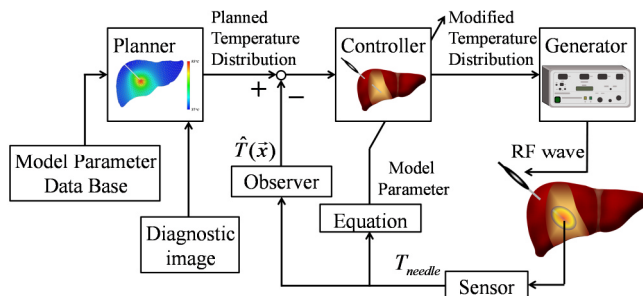 Planner
Planned
Temperature
Distribution
+
−
Controller
Modified
Temperature
Distribution
Generator
Model Parameter
Data Base
Diagnostic
image
T̂(x⃗)
Observer
Model
Parameter
Equation
RF wave
T_needle
Sensor